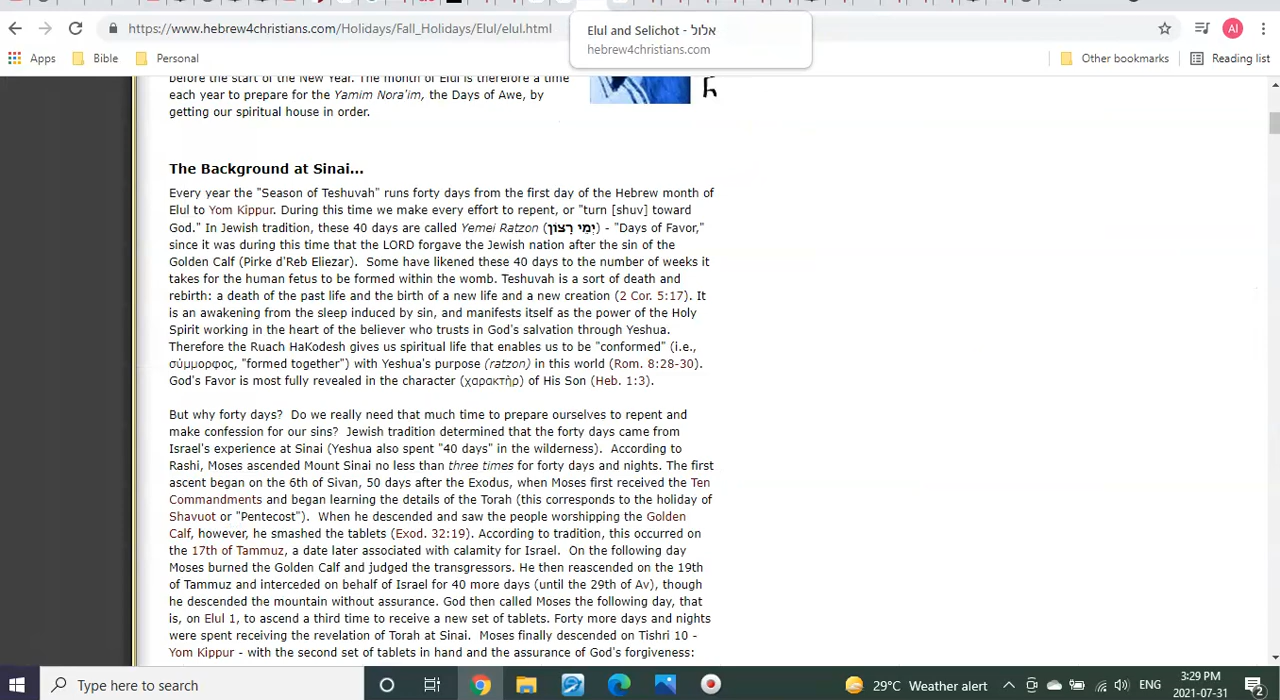 https://www.hebrew4christians.com/Holidays/Fall_Holidays/Elul/elul.html
Elul and Selichot - אלול
hebrew4christians.com
AI
Apps
Bible
Personal
Other bookmarks
Reading list
before the start of the New Year. The month of Elul is therefore a time
each year to prepare for the Yamim Nora'im, the Days of Awe, by
getting our spiritual house in order.
The Background at Sinai...
Every year the "Season of Teshuvah" runs forty days from the first day of the Hebrew month of
Elul to Yom Kippur. During this time we make every effort to repent, or "turn [shuv] toward
God." In Jewish tradition, these 40 days are called Yemei Ratzon (יְמֵי רָצוֹן) - "Days of Favor,"
since it was during this time that the LORD forgave the Jewish nation after the sin of the
Golden Calf (Pirke d'Reb Eliezar).  Some have likened these 40 days to the number of weeks it
takes for the human fetus to be formed within the womb. Teshuvah is a sort of death and
rebirth: a death of the past life and the birth of a new life and a new creation (2 Cor. 5:17). It
is an awakening from the sleep induced by sin, and manifests itself as the power of the Holy
Spirit working in the heart of the believer who trusts in God's salvation through Yeshua.
Therefore the Ruach HaKodesh gives us spiritual life that enables us to be "conformed" (i.e.,
σύμμορφος, "formed together") with Yeshua's purpose (ratzon) in this world (Rom. 8:28-30).
God's Favor is most fully revealed in the character (χαρακτὴρ) of His Son (Heb. 1:3).
But why forty days?  Do we really need that much time to prepare ourselves to repent and
make confession for our sins?  Jewish tradition determined that the forty days came from
Israel's experience at Sinai (Yeshua also spent "40 days" in the wilderness).  According to
Rashi, Moses ascended Mount Sinai no less than three times for forty days and nights. The first
ascent began on the 6th of Sivan, 50 days after the Exodus, when Moses first received the Ten
Commandments and began learning the details of the Torah (this corresponds to the holiday of
Shavuot or "Pentecost").  When he descended and saw the people worshipping the Golden
Calf, however, he smashed the tablets (Exod. 32:19). According to tradition, this occurred on
the 17th of Tammuz, a date later associated with calamity for Israel.  On the following day
Moses burned the Golden Calf and judged the transgressors. He then reascended on the 19th
of Tammuz and interceded on behalf of Israel for 40 more days (until the 29th of Av), though
he descended the mountain without assurance. God then called Moses the following day, that
is, on Elul 1, to ascend a third time to receive a new set of tablets. Forty more days and nights
were spent receiving the revelation of Torah at Sinai.  Moses finally descended on Tishri 10 -
Yom Kippur - with the second set of tablets in hand and the assurance of God's forgiveness:
Type here to search
29°C Weather alert
ENG
3:29 PM
2021-07-31
2